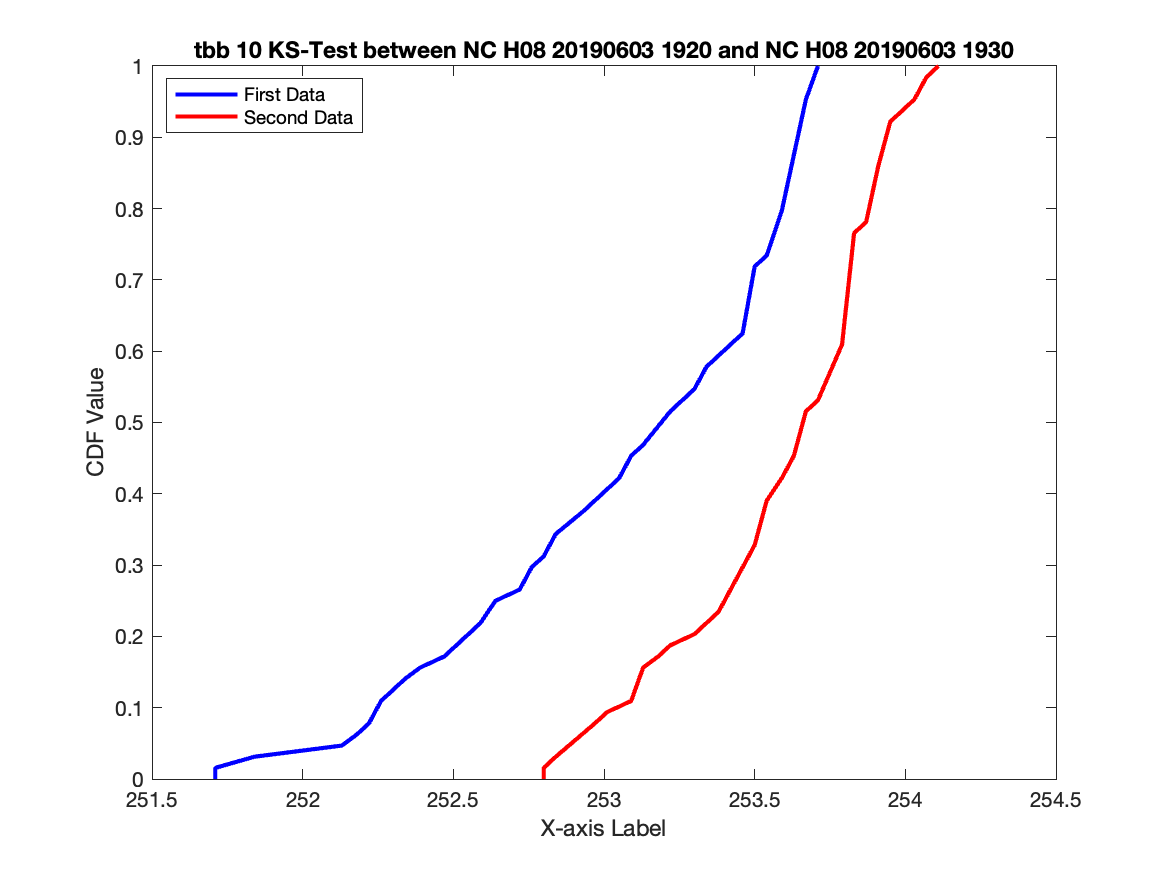 tbb 10 KS-Test between NC H08 20190603 1920 and NC H08 20190603 1930
First Data
Second Data
CDF Value
1
0.9
0.8
0.7
0.6
0.5
0.4
0.3
0.2
0.1
0
251.5 252 252.5 253 253.5 254 254.5
X-axis Label